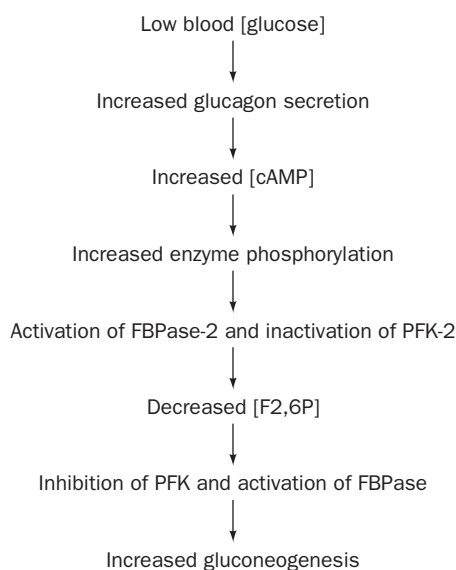 Low blood [glucose]
Increased glucagon secretion
Increased [cAMP]
Increased enzyme phosphorylation
Activation of FBPase-2 and inactivation of PFK-2
Decreased [F2,6P]
Inhibition of PFK and activation of FBPase
Increased gluconeogenesis